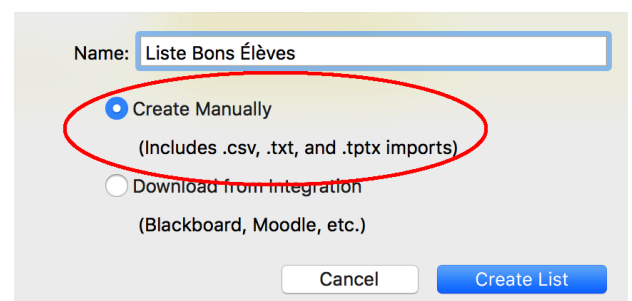 Name: Liste Bons Élèves
Create Manually
(Includes .csv, .txt, and .tptx imports)
Download from Integration
(Blackboard, Moodle, etc.)
Cancel Create List